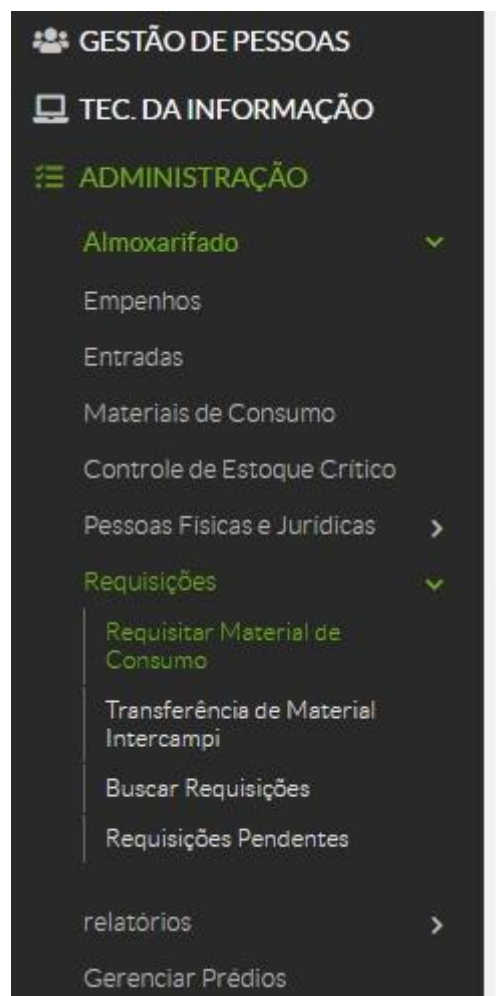 GESTÃO DE PESSOAS
TEC. DA INFORMAÇÃO
ADMINISTRAÇÃO
Almoxarifado
Empenhos
Entradas
Materiais de Consumo
Controle de Estoque Crítico
Pessoas Físicas e Jurídicas
Requisições
Requisitar Material de
Consumo
Transferência de Material
Intercampi
Buscar Requisições
Requisições Pendentes
relatórios
Gerenciar Prédios